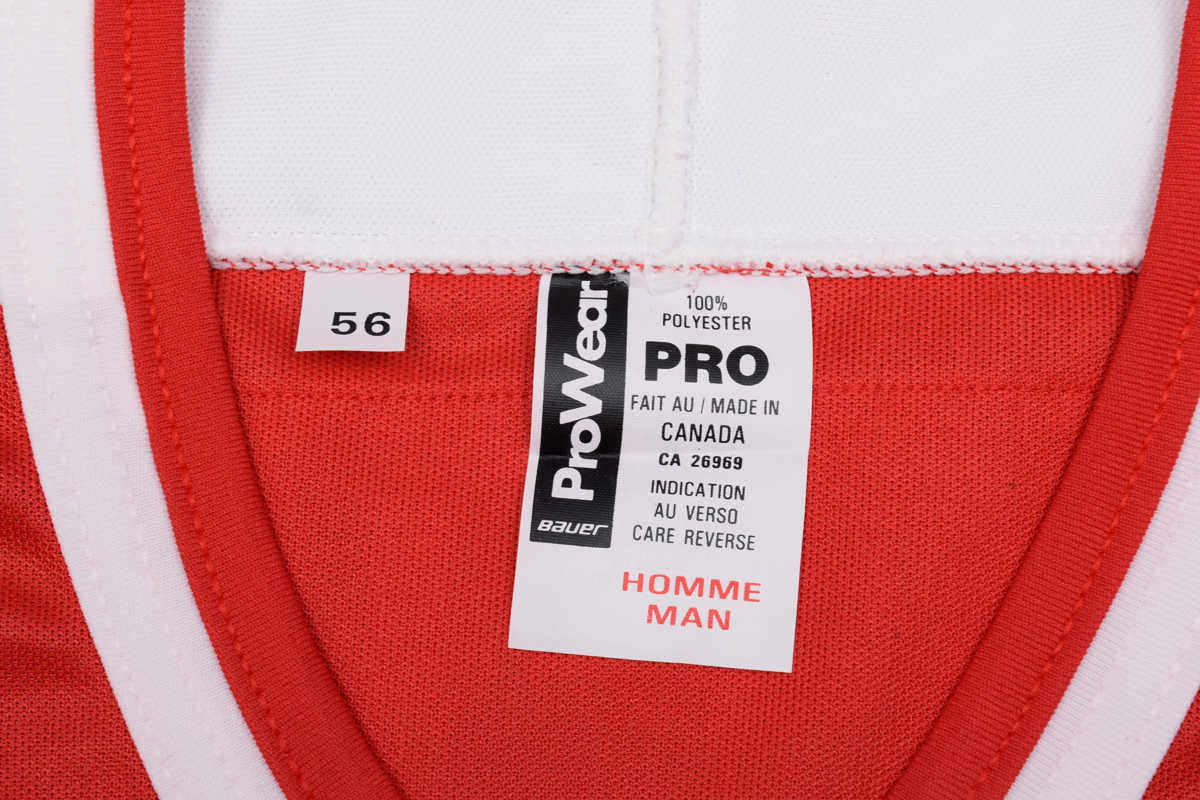 56
ProWear
BAUER
100%
POLYESTER
PRO
FAIT AU / MADE IN
CANADA
CA 26969
INDICATION
AU VERSO
CARE REVERSE
HOMME
MAN